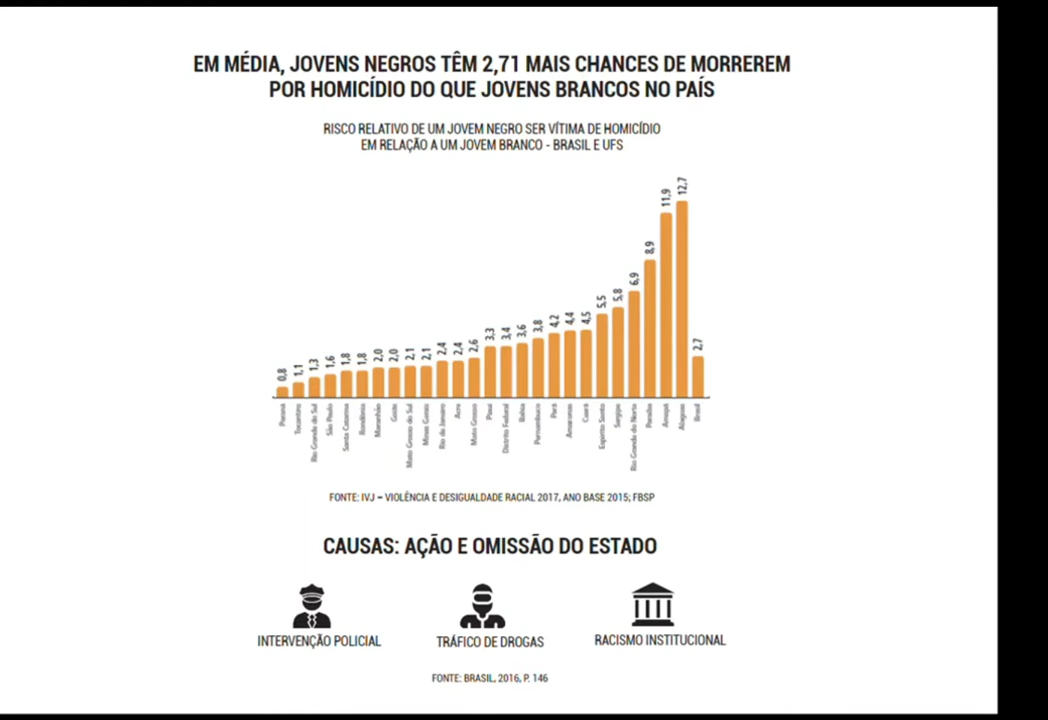 EM MÉDIA, JOVENS NEGROS TÊM 2,71 MAIS CHANCES DE MORREREM
POR HOMICÍDIO DO QUE JOVENS BRANCOS NO PAÍS
RISCO RELATIVO DE UM JOVEM NEGRO SER VÍTIMA DE HOMICÍDIO
EM RELAÇÃO A UM JOVEM BRANCO - BRASIL E UFS
0,8
1,1
1,3
1,6
1,8
1,8
2,0
2,0
2,1
2,1
2,4
2,4
2,6
3,3
3,4
3,6
3,8
4,2
4,4
4,5
5,5
5,8
6,9
8,9
11,9
12,7
2,7
Paraná
Tocantins
Rio Grande do Sul
São Paulo
Santa Catarina
Rondônia
Maranhão
Goiás
Mato Grosso do Sul
Minas Gerais
Rio de Janeiro
Acre
Mato Grosso
Piauí
Distrito Federal
Bahia
Pernambuco
Pará
Amazonas
Ceará
Espírito Santo
Sergipe
Rio Grande do Norte
Paraíba
Amapá
Alagoas
Brasil
FONTE: IVJ – VIOLÊNCIA E DESIGUALDADE RACIAL 2017, ANO BASE 2015; FBSP
CAUSAS: AÇÃO E OMISSÃO DO ESTADO
INTERVENÇÃO POLICIAL
TRÁFICO DE DROGAS
RACISMO INSTITUCIONAL
FONTE: BRASIL, 2016, P. 146